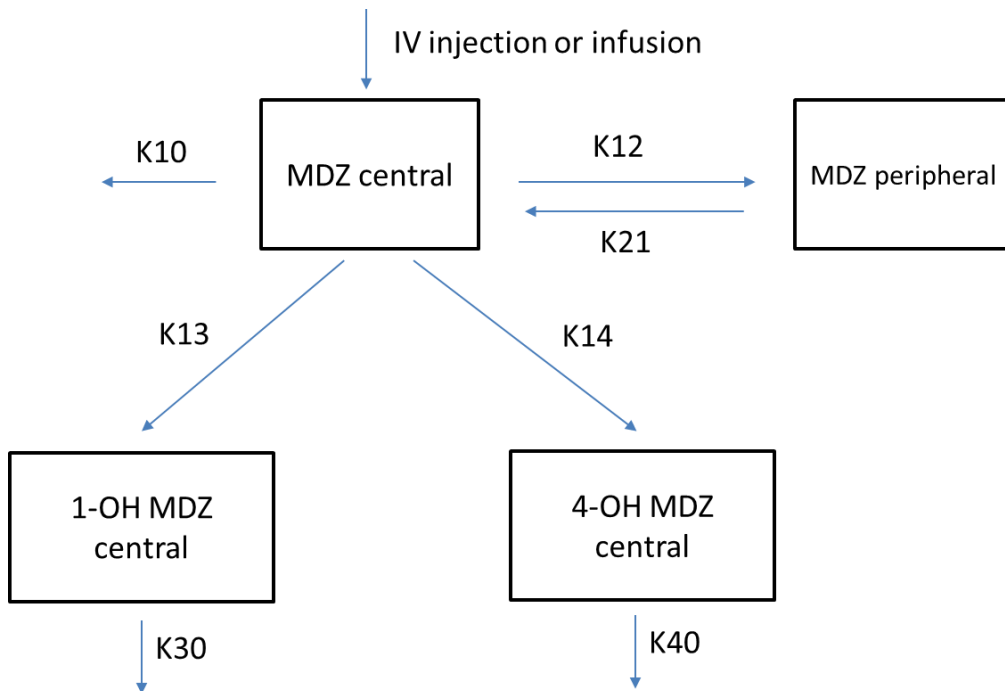 IV injection or infusion
K10
MDZ central
K12
MDZ peripheral
K21
K13
K14
1-OH MDZ
central
4-OH MDZ
central
K30
K40